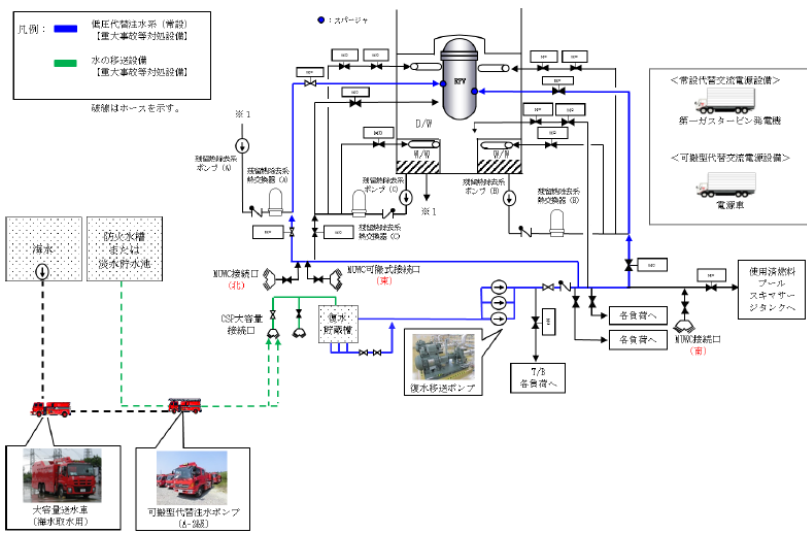 凡例：
低圧代替注水系（常設）
【重大事故等対処設備】
水の移送設備
【重大事故等対処設備】
破線はホースを示す。
：スパージャ
※1
残留熱除去系
ポンプ(A)
残留熱除去系
熱交換器(A)
RPV
D/W
W/W
W/W
残留熱除去系
ポンプ(C)
※1
残留熱除去系
熱交換器(C)
残留熱除去系
ポンプ(B)
残留熱除去系
熱交換器(B)
＜常設代替交流電源設備＞
第一ガスタービン発電機
＜可搬型代替交流電源設備＞
電源車
海水
防火水槽
または
淡水貯水池
MUWC接続口
(北)
MUWC可搬式接続口
(東)
CSP大容量
接続口
復水
貯蔵槽
復水移送ポンプ
T/B
各負荷へ
各負荷へ
各負荷へ
MUWC接続口
(南)
使用済燃料
プール
スキマサー
ジタンクへ
大容量送水車
(海水取水用)
可搬型代替注水ポンプ
(A-2級)